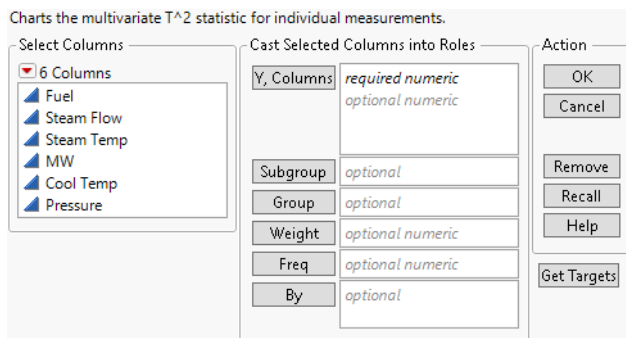 Charts the multivariate T^2 statistic for individual measurements.
Select Columns
6 Columns
Fuel
Steam Flow
Steam Temp
MW
Cool Temp
Pressure
Cast Selected Columns into Roles
Y, Columns required numeric
optional numeric
Subgroup optional
Group optional
Weight optional numeric
Freq optional numeric
By optional
Action
OK
Cancel
Remove
Recall
Help
Get Targets